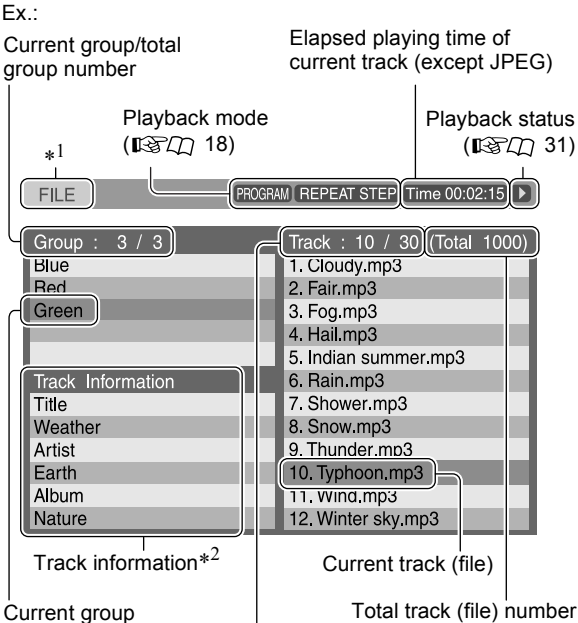 Ex.:
Current group/total
group number
Elapsed playing time of
current track (except JPEG)
Playback mode
(☞📖 18)
Playback status
(☞📖 31)
*1
FILE
PROGRAM REPEAT STEP Time 00:02:15
Group : 3 / 3
Track : 10 / 30 (Total 1000)
Blue
Red
Green
Track Information
Title
Weather
Artist
Earth
Album
Nature
1. Cloudy.mp3
2. Fair.mp3
3. Fog.mp3
4. Hail.mp3
5. Indian summer.mp3
6. Rain.mp3
7. Shower.mp3
8. Snow.mp3
9. Thunder.mp3
10. Typhoon.mp3
11. Wind.mp3
12. Winter sky.mp3
Track information*2
Current track (file)
Current group
Total track (file) number